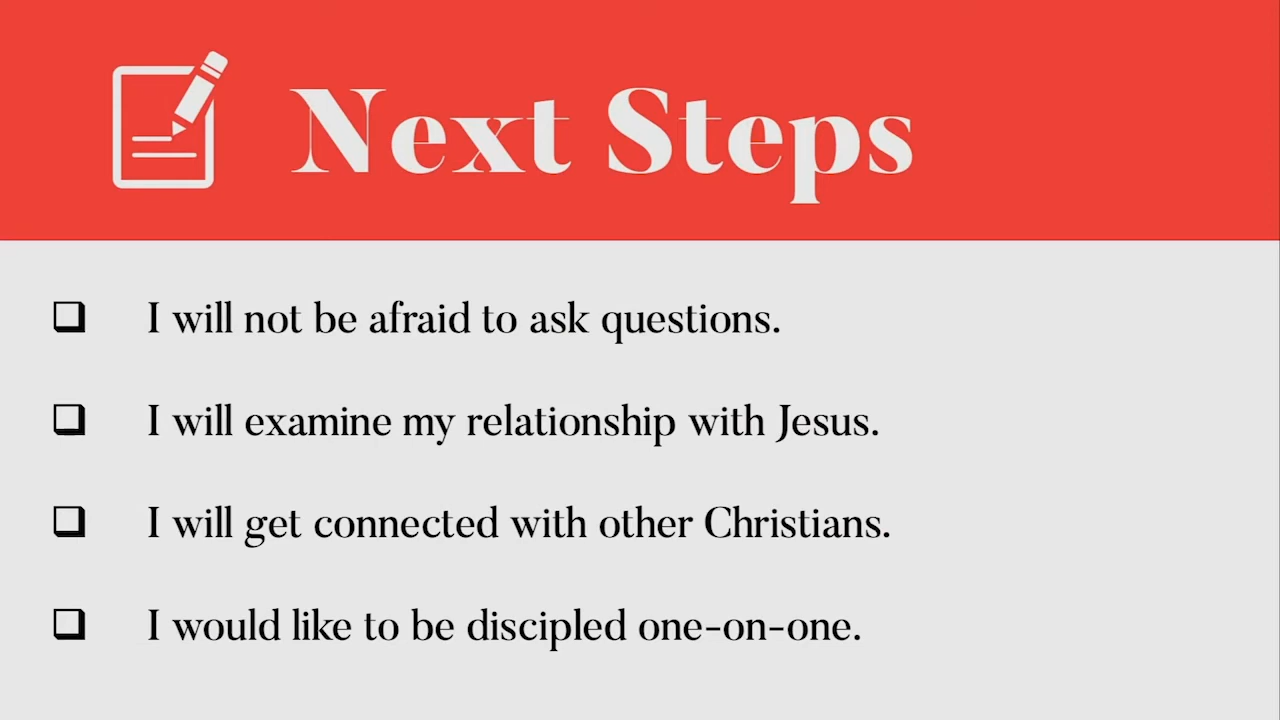 Next Steps
❑ I will not be afraid to ask questions.
❑ I will examine my relationship with Jesus.
❑ I will get connected with other Christians.
❑ I would like to be discipled one-on-one.